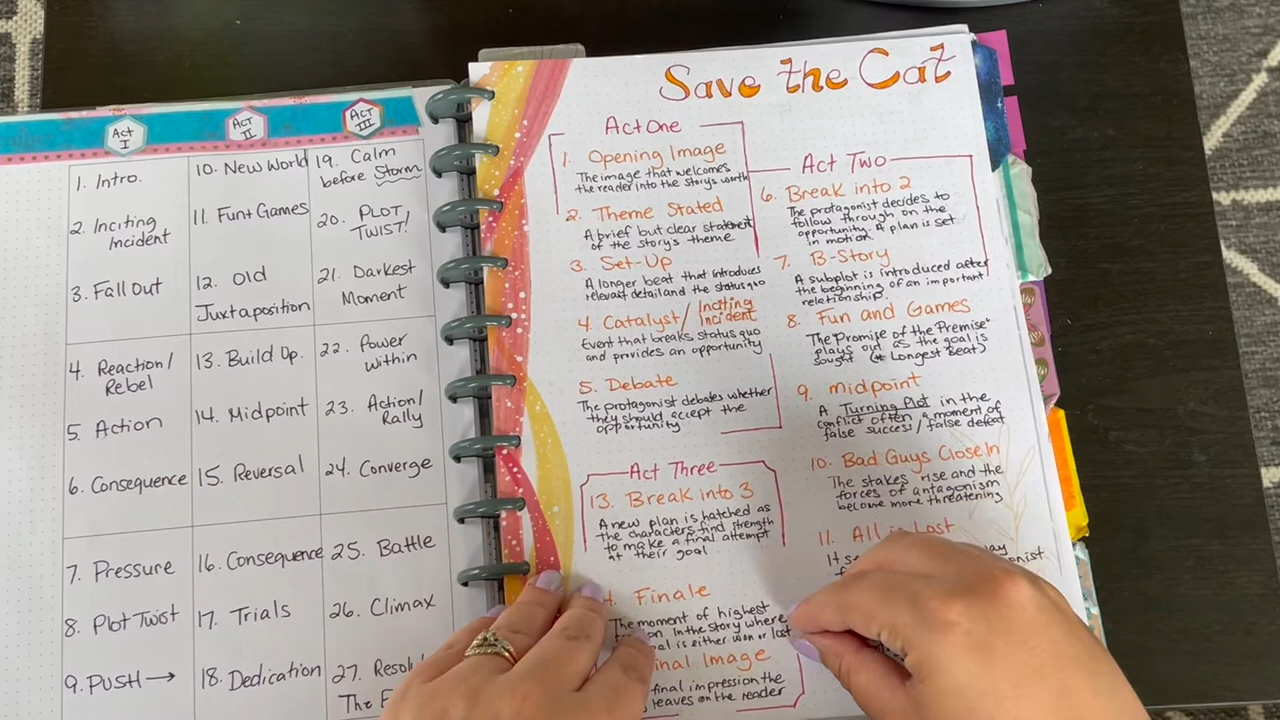 Act I
Act II
Act III
1. Intro.
2. Inciting
Incident
3. Fall Out
4. Reaction/
Rebel
5. Action
6. Consequence
7. Pressure
8. Plot Twist
9. PUSH →
10. New World
11. Fun + Games
12. Old
Juxtaposition
13. Build Up.
14. Midpoint
15. Reversal
16. Consequence
17. Trials
18. Dedication
19. Calm
before Storm
20. PLOT
TWIST!
21. Darkest
Moment
22. Power
within
23. Action/
Rally
24. Converge
25. Battle
26. Climax
27.
The
Save the Cat
Act One
1. Opening Image
The image that welcomes
the reader into the story's
2. Theme Stated
A brief but clear statement
of the story's theme
3. Set-Up
A longer beat that introduces
relevant detail and the status quo
4. Catalyst/ Inciting
Incident
Event that breaks status quo
and provides an opportunity
5. Debate
The protagonist debates whether
they should accept the
opportunity
Act Two
6. Break into 2
The protagonist decides to
follow through on the
opportunity. A plan is set
in motion
7. B-Story
A subplot is introduced after
the beginning of an important
relationship.
8. Fun and Games
The Promise of the Premise"
plays out as the goal is
sought (* Longest Beat)
9. midpoint
A Turning Plot in the
conflict often a moment of
false success/ false defeat
10. Bad Guys Close In
The stakes rise and the
forces of antagonism
become more threatening
11. All is Lost
Act Three
13. Break into 3
A new plan is hatched as
the characters find strength
to make a final attempt
at their goal
Finale
The moment of highest
in the story where
is either won or lost
Image
final impression the
leaves on the reader